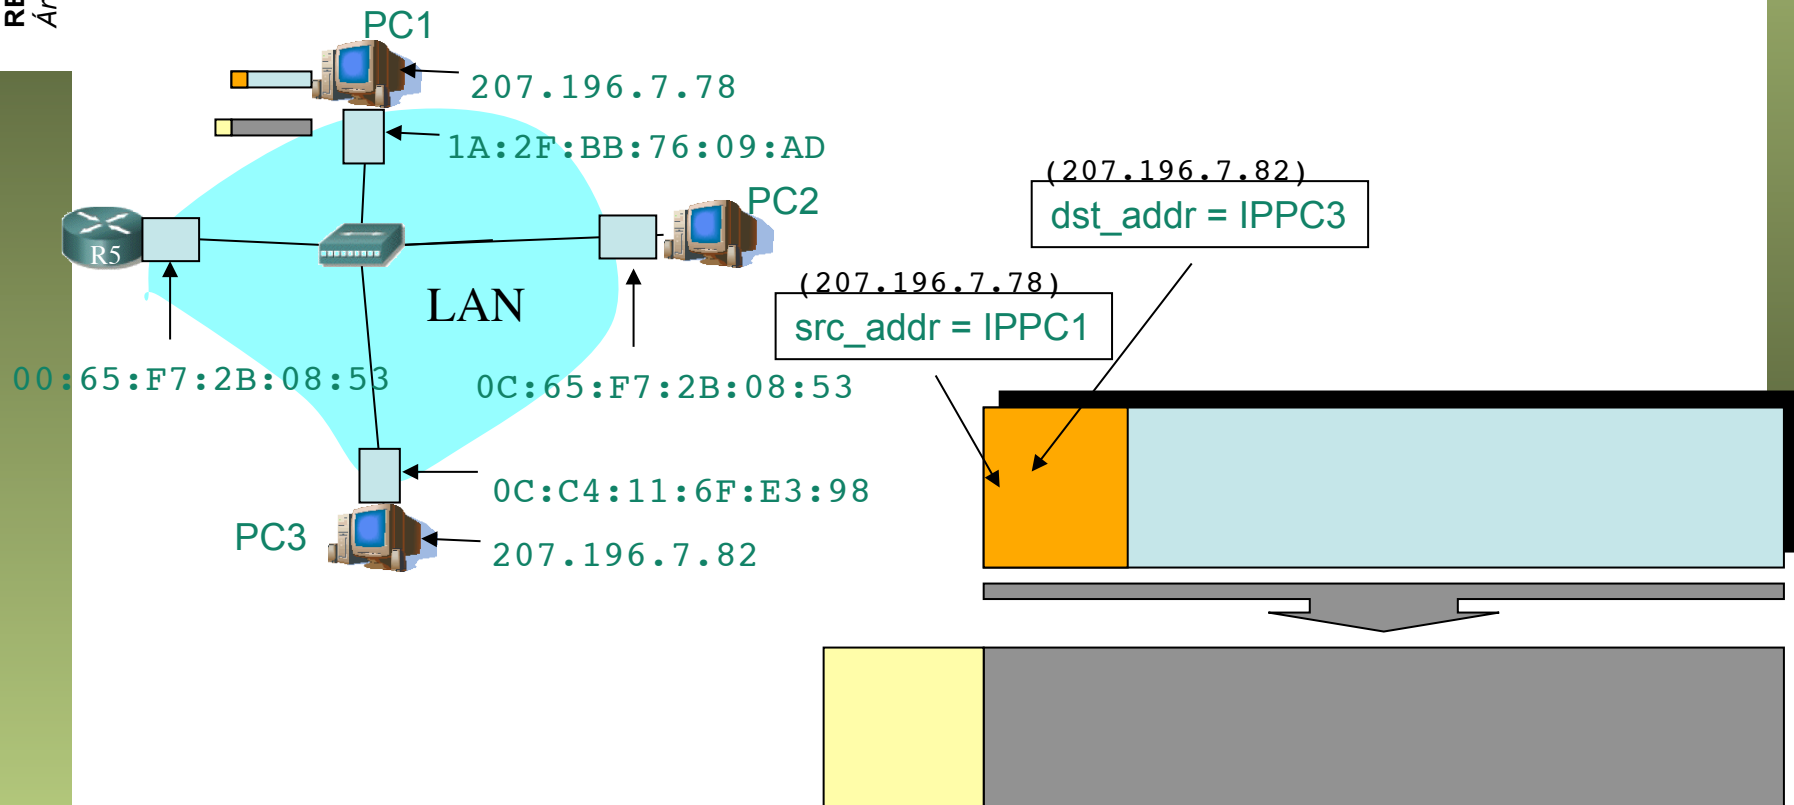 PC1
207.196.7.78
1A:2F:BB:76:09:AD
(207.196.7.82)
dst_addr = IPPC3
PC2
R5
(207.196.7.78)
src_addr = IPPC1
LAN
00:65:F7:2B:08:53
0C:65:F7:2B:08:53
0C:C4:11:6F:E3:98
PC3
207.196.7.82